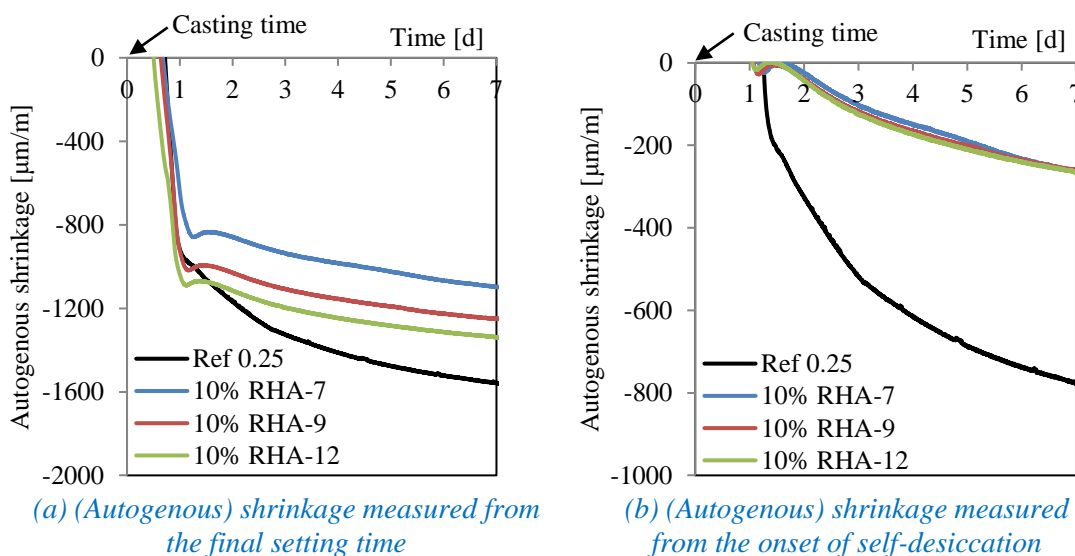 Casting time
Time [d]
0
-400
-800
-1200
-1600
-2000
0 1 2 3 4 5 6 7
Autogenous shrinkage [µm/m]
Ref 0.25
10% RHA-7
10% RHA-9
10% RHA-12
(a) (Autogenous) shrinkage measured from
the final setting time
Casting time
Time [d]
0
-200
-400
-600
-800
-1000
0 1 2 3 4 5 6 7
Autogenous shrinkage [µm/m]
Ref 0.25
10% RHA-7
10% RHA-9
10% RHA-12
(b) (Autogenous) shrinkage measured
from the onset of self-desiccation